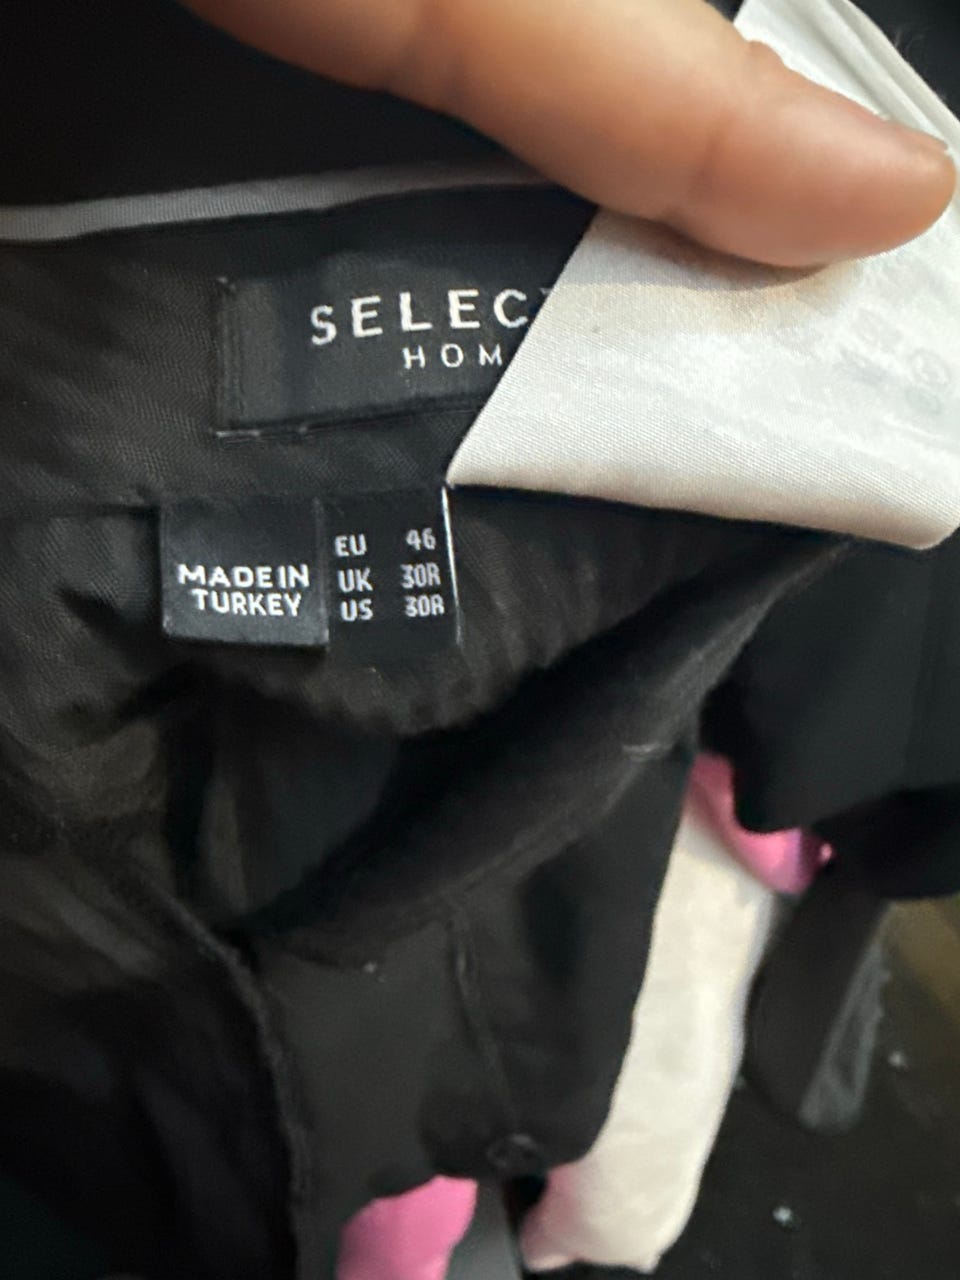 SELEC
HOM
MADE IN
TURKEY
EU 46
UK 30R
US 30R